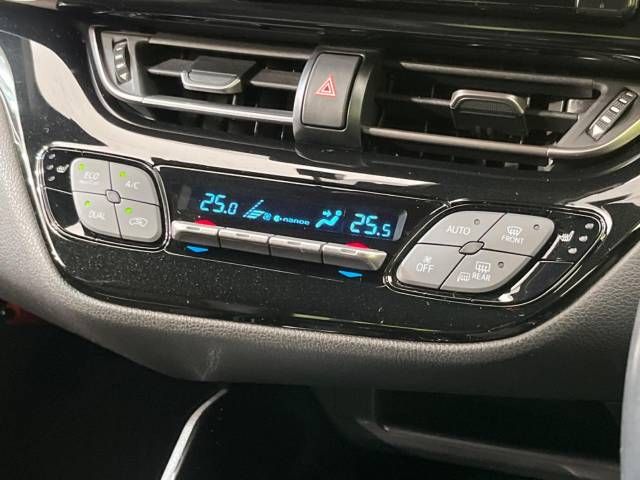 ECO
A/C
DUAL
25.0
nanoe
25.5
AUTO
FRONT
OFF
REAR